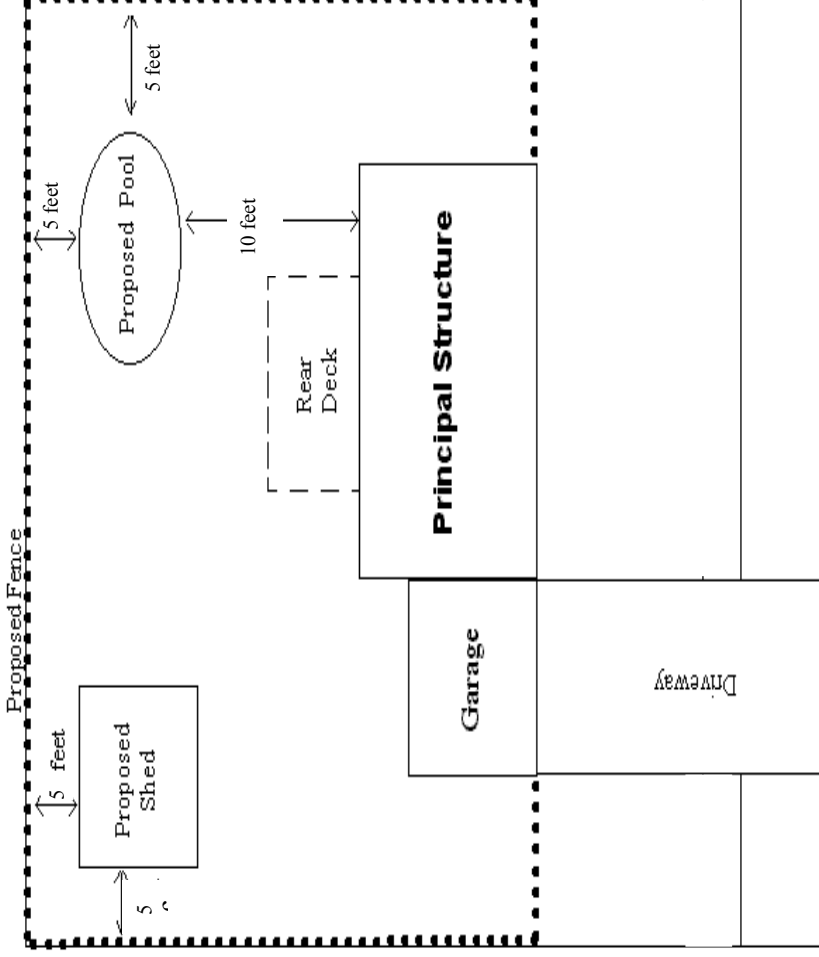 Proposed Fence
5 feet
5 feet
Proposed Pool
10 feet
Rear
Deck
Principal Structure
Garage
Driveway
5 feet
Proposed
Shed
5